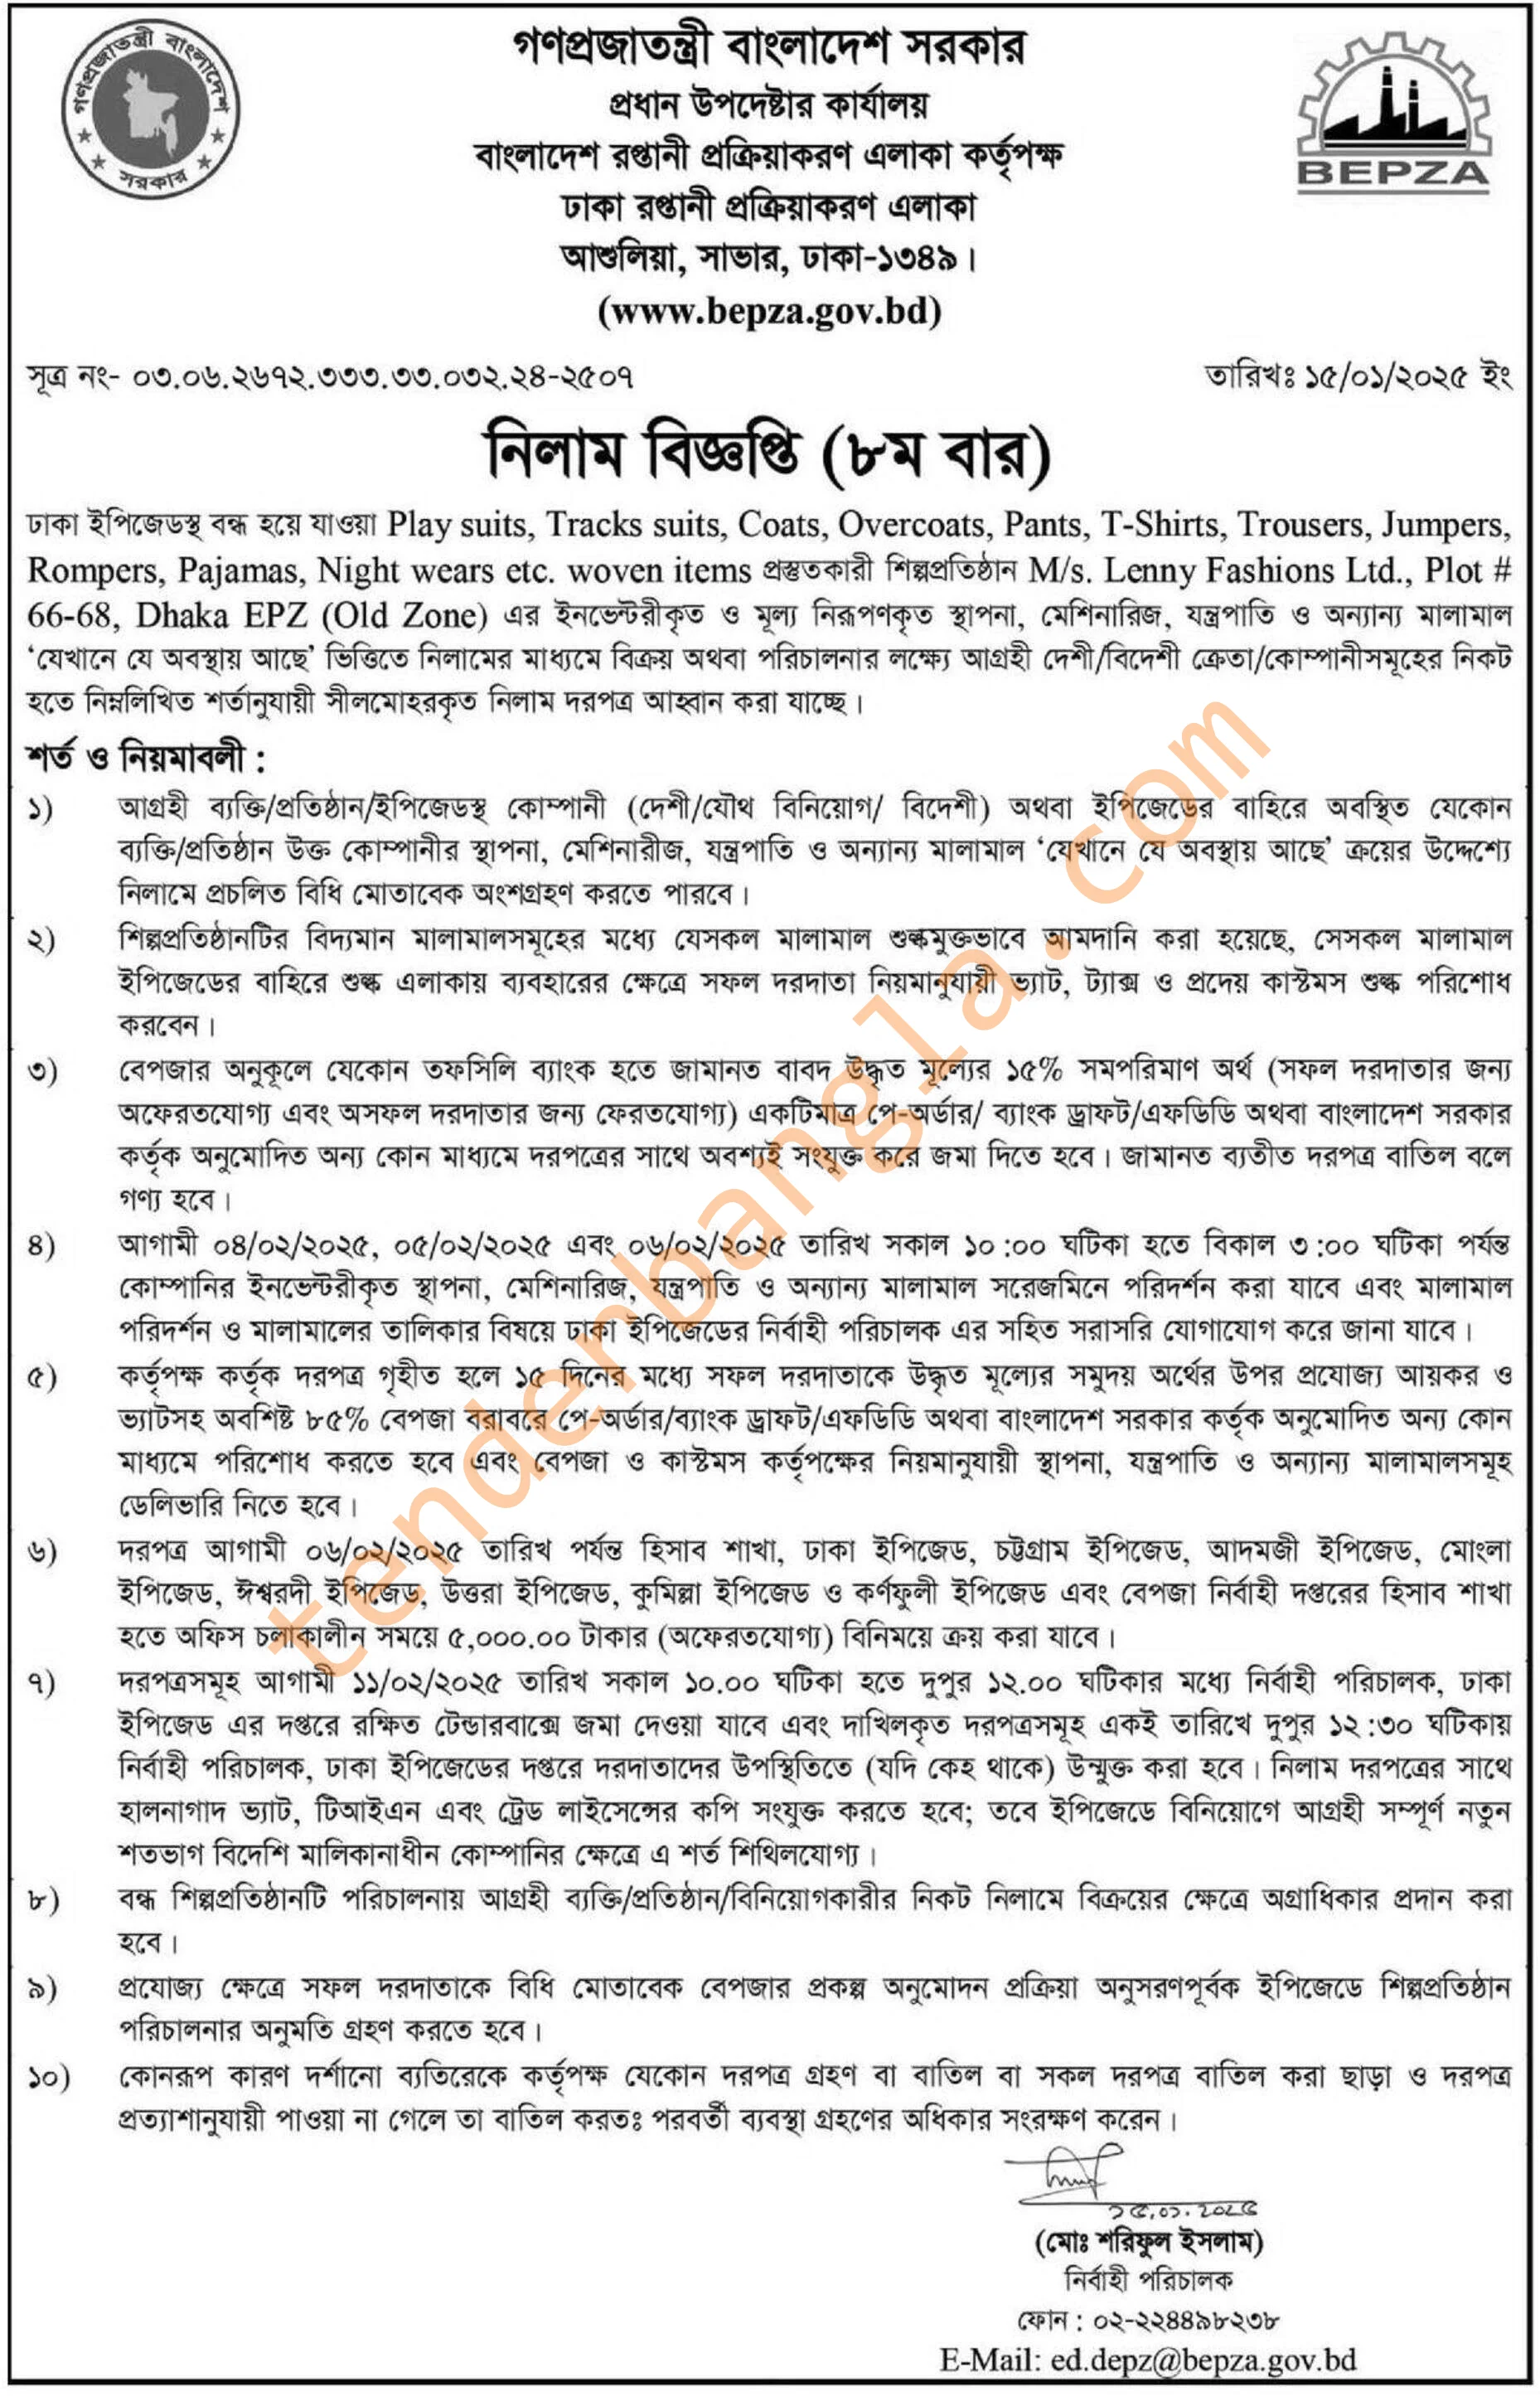 গণপ্রজাতন্ত্রী বাংলাদেশ সরকার
প্রধান উপদেষ্টার কার্যালয়
বাংলাদেশ রপ্তানী প্রক্রিয়াকরণ এলাকা কর্তৃপক্ষ
ঢাকা রপ্তানী প্রক্রিয়াকরণ এলাকা
আশুলিয়া, সাভার, ঢাকা-১৩৪৯।
(www.bepza.gov.bd)
গণপ্রজাতন্ত্রী বাংলাদেশ
সরকার
BEPZA
সূত্র নং- ০৩.০৬.২৬৭২.৩৩৩.৩৩.০৩২.২৪-২৫০৭
তারিখঃ ১৫/০১/২০২৫ ইং
নিলাম বিজ্ঞপ্তি (৮ম বার)
ঢাকা ইপিজেডস্থ বন্ধ হয়ে যাওয়া Play suits, Tracks suits, Coats, Overcoats, Pants, T-Shirts, Trousers, Jumpers,
Rompers, Pajamas, Night wears etc. woven items প্রস্তুতকারী শিল্পপ্রতিষ্ঠান M/s. Lenny Fashions Ltd., Plot #
66-68, Dhaka EPZ (Old Zone) এর ইনভেন্টরীকৃত ও মূল্য নিরূপণকৃত স্থাপনা, মেশিনারিজ, যন্ত্রপাতি ও অন্যান্য মালামাল
‘যেখানে যে অবস্থায় আছে’ ভিত্তিতে নিলামের মাধ্যমে বিক্রয় অথবা পরিচালনার লক্ষ্যে আগ্রহী দেশী/বিদেশী ক্রেতা/কোম্পানীসমূহের নিকট
হতে নিম্নলিখিত শর্তানুযায়ী সীলমোহরকৃত নিলাম দরপত্র আহ্বান করা যাচ্ছে।
শর্ত ও নিয়মাবলী :
১) আগ্রহী ব্যক্তি/প্রতিষ্ঠান/ইপিজেডস্থ কোম্পানী (দেশী/যৌথ বিনিয়োগ/ বিদেশী) অথবা ইপিজেডের বাহিরে অবস্থিত যেকোন
ব্যক্তি/প্রতিষ্ঠান উক্ত কোম্পানীর স্থাপনা, মেশিনারীজ, যন্ত্রপাতি ও অন্যান্য মালামাল ‘যেখানে যে অবস্থায় আছে’ ক্রয়ের উদ্দেশ্যে
নিলামে প্রচলিত বিধি মোতাবেক অংশগ্রহণ করতে পারবে।
২) শিল্পপ্রতিষ্ঠানটির বিদ্যমান মালামালসমূহের মধ্যে যেসকল মালামাল শুল্কমুক্তভাবে আমদানি করা হয়েছে, সেসকল মালামাল
ইপিজেডের বাহিরে শুল্ক এলাকায় ব্যবহারের ক্ষেত্রে সফল দরদাতা নিয়মানুযায়ী ভ্যাট, ট্যাক্স ও প্রদেয় কাস্টমস শুল্ক পরিশোধ
করবেন।
৩) বেপজার অনুকূলে যেকোন তফসিলি ব্যাংক হতে জামানত বাবদ উদ্ধৃত মূল্যের ১৫% সমপরিমাণ অর্থ (সফল দরদাতার জন্য
অফেরতযোগ্য এবং অসফল দরদাতার জন্য ফেরতযোগ্য) একটিমাত্র পে-অর্ডার/ ব্যাংক ড্রাফট/এফডিডি অথবা বাংলাদেশ সরকার
কর্তৃক অনুমোদিত অন্য কোন মাধ্যমে দরপত্রের সাথে অবশ্যই সংযুক্ত করে জমা দিতে হবে। জামানত ব্যতীত দরপত্র বাতিল বলে
গণ্য হবে।
৪) আগামী ০৪/০২/২০২৫, ০৫/০২/২০২৫ এবং ০৬/০২/২০২৫ তারিখ সকাল ১০:০০ ঘটিকা হতে বিকাল ৩:০০ ঘটিকা পর্যন্ত
কোম্পানির ইনভেন্টরীকৃত স্থাপনা, মেশিনারিজ, যন্ত্রপাতি ও অন্যান্য মালামাল সরেজমিনে পরিদর্শন করা যাবে এবং মালামাল
পরিদর্শন ও মালামালের তালিকার বিষয়ে ঢাকা ইপিজেডের নির্বাহী পরিচালক এর সহিত সরাসরি যোগাযোগ করে জানা যাবে।
৫) কর্তৃপক্ষ কর্তৃক দরপত্র গৃহীত হলে ১৫ দিনের মধ্যে সফল দরদাতাকে উদ্ধৃত মূল্যের সমুদয় অর্থের উপর প্রযোজ্য আয়কর ও
ভ্যাটসহ অবশিষ্ট ৮৫% বেপজা বরাবরে পে-অর্ডার/ব্যাংক ড্রাফট/এফডিডি অথবা বাংলাদেশ সরকার কর্তৃক অনুমোদিত অন্য কোন
মাধ্যমে পরিশোধ করতে হবে এবং বেপজা ও কাস্টমস কর্তৃপক্ষের নিয়মানুযায়ী স্থাপনা, যন্ত্রপাতি ও অন্যান্য মালামালসমূহ
ডেলিভারি নিতে হবে।
৬) দরপত্র আগামী ০৬/০২/২০২৫ তারিখ পর্যন্ত হিসাব শাখা, ঢাকা ইপিজেড, চট্টগ্রাম ইপিজেড, আদমজী ইপিজেড, মোংলা
ইপিজেড, ঈশ্বরদী ইপিজেড, উত্তরা ইপিজেড, কুমিল্লা ইপিজেড ও কর্ণফুলী ইপিজেড এবং বেপজা নির্বাহী দপ্তরের হিসাব শাখা
হতে অফিস চলাকালীন সময়ে ৫,০০০.০০ টাকার (অফেরতযোগ্য) বিনিময়ে ক্রয় করা যাবে।
৭) দরপত্রসমূহ আগামী ১১/০২/২০২৫ তারিখ সকাল ১০.০০ ঘটিকা হতে দুপুর ১২.০০ ঘটিকার মধ্যে নির্বাহী পরিচালক, ঢাকা
ইপিজেড এর দপ্তরে রক্ষিত টেন্ডারবাক্সে জমা দেওয়া যাবে এবং দাখিলকৃত দরপত্রসমূহ একই তারিখে দুপুর ১২:৩০ ঘটিকায়
নির্বাহী পরিচালক, ঢাকা ইপিজেডের দপ্তরে দরদাতাদের উপস্থিতিতে (যদি কেহ থাকে) উন্মুক্ত করা হবে। নিলাম দরপত্রের সাথে
হালনাগাদ ভ্যাট, টিআইএন এবং ট্রেড লাইসেন্সের কপি সংযুক্ত করতে হবে; তবে ইপিজেডে বিনিয়োগে আগ্রহী সম্পূর্ণ নতুন
শতভাগ বিদেশি মালিকানাধীন কোম্পানির ক্ষেত্রে এ শর্ত শিথিলযোগ্য।
৮) বন্ধ শিল্পপ্রতিষ্ঠানটি পরিচালনায় আগ্রহী ব্যক্তি/প্রতিষ্ঠান/বিনিয়োগকারীর নিকট নিলামে বিক্রয়ের ক্ষেত্রে অগ্রাধিকার প্রদান করা
হবে।
৯) প্রযোজ্য ক্ষেত্রে সফল দরদাতাকে বিধি মোতাবেক বেপজার প্রকল্প অনুমোদন প্রক্রিয়া অনুসরণপূর্বক ইপিজেডে শিল্পপ্রতিষ্ঠান
পরিচালনার অনুমতি গ্রহণ করতে হবে।
১০) কোনরূপ কারণ দর্শানো ব্যতিরেকে কর্তৃপক্ষ যেকোন দরপত্র গ্রহণ বা বাতিল বা সকল দরপত্র বাতিল করা ছাড়া ও দরপত্র
প্রত্যাশানুযায়ী পাওয়া না গেলে তা বাতিল করতঃ পরবর্তী ব্যবস্থা গ্রহণের অধিকার সংরক্ষণ করেন।
১৫.০১.২০২৫
(মোঃ শরিফুল ইসলাম)
নির্বাহী পরিচালক
ফোন : ০২-২২৪৪৯৮২৩৮
E-Mail: ed.depz@bepza.gov.bd
tenderbangla.com